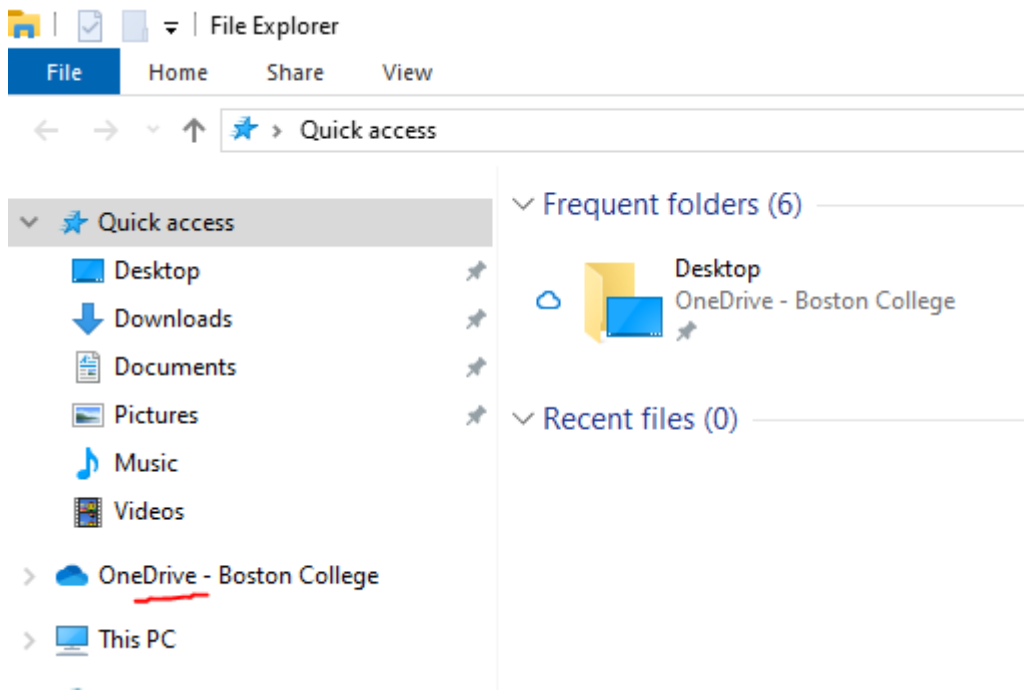 File Explorer
File Home Share View
Quick access
Quick access
Desktop
Downloads
Documents
Pictures
Music
Videos
OneDrive - Boston College
This PC
Frequent folders (6)
Desktop
OneDrive - Boston College
Recent files (0)